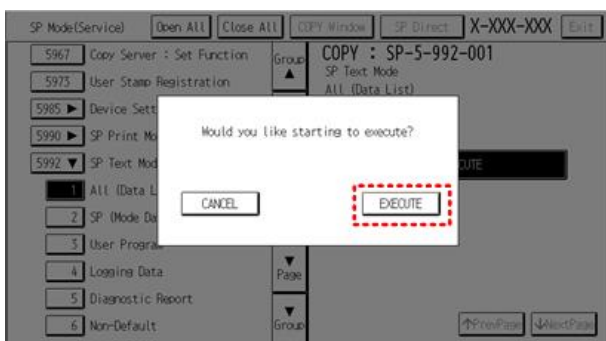 SP Mode(Service) Open All Close All COPY Window SP Direct X-XXX-XXX Exit
5967 Copy Server : Set Function
5973 User Stamp Registration
5985 ► Device Sett
5990 ► SP Print Mo
5992 ▼ SP Text Mod
1 All (Data L
2 SP (Mode Da
3 User Program
4 Logging Data
5 Diagnostic Report
6 Non-Default
Group
▲
▼
Page
▼
Group
COPY : SP-5-992-001
SP Text Mode
All (Data List)
CUTE
Would you like starting to execute?
CANCEL EXECUTE
↑PrevPage ↓NextPage